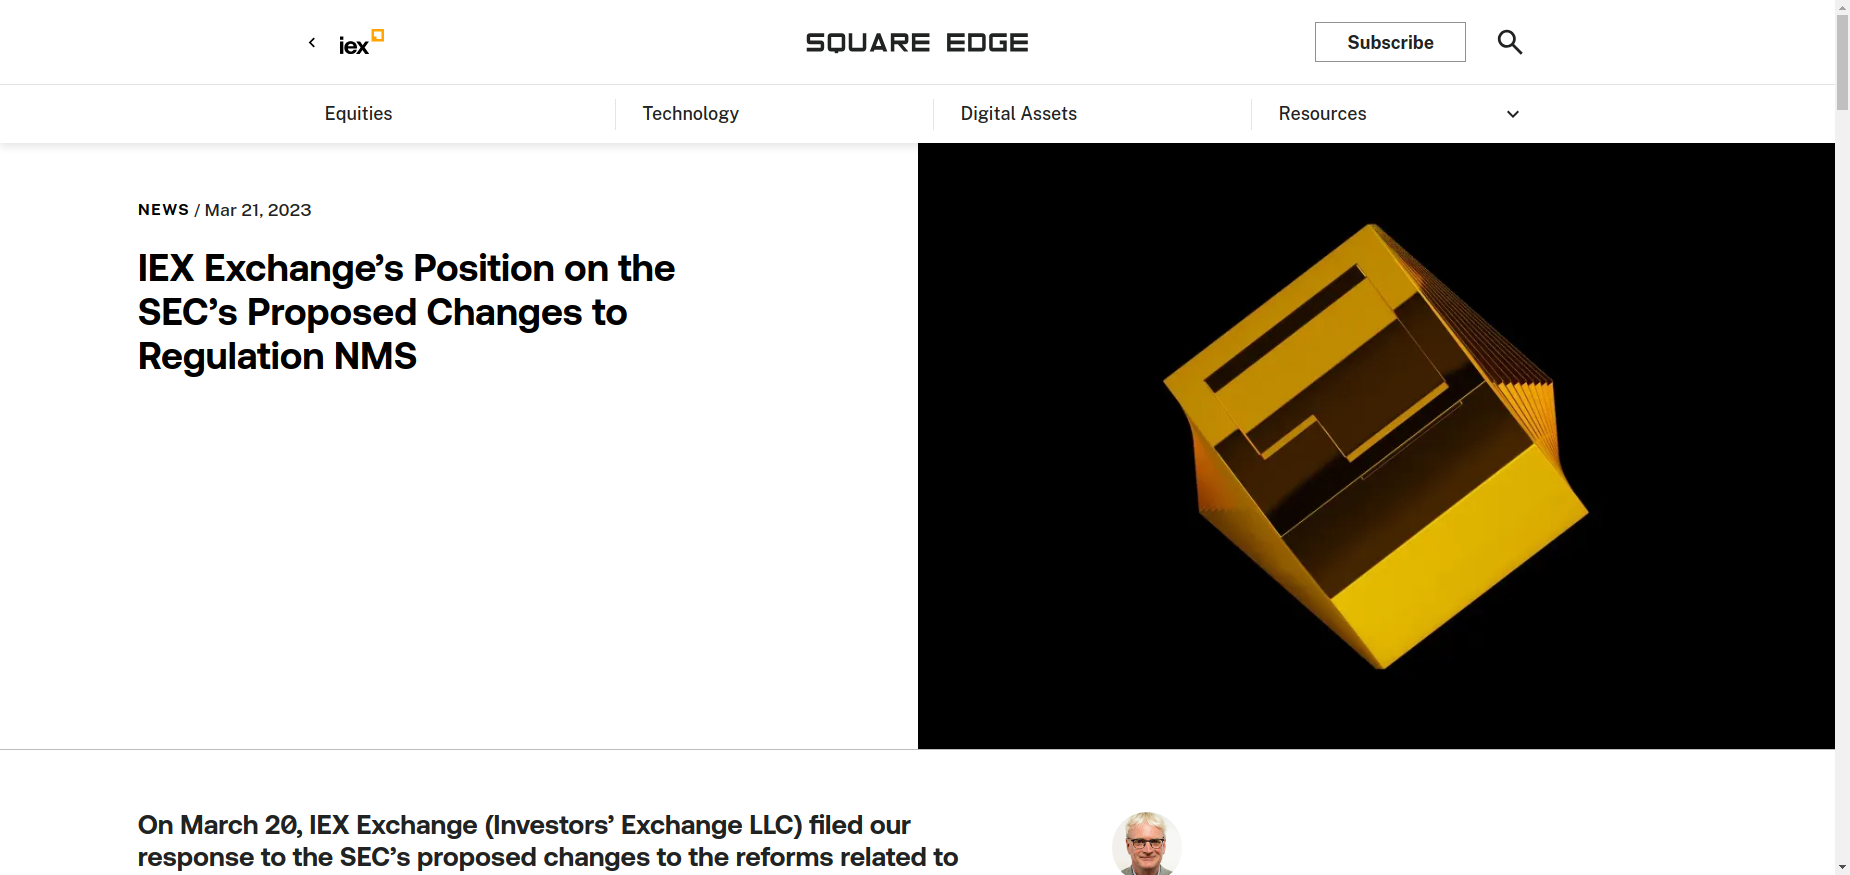 iex
SQUARE EDGE
Subscribe
Equities
Technology
Digital Assets
Resources
NEWS / Mar 21, 2023
IEX Exchange’s Position on the
SEC’s Proposed Changes to
Regulation NMS
On March 20, IEX Exchange (Investors’ Exchange LLC) filed our
response to the SEC’s proposed changes to the reforms related to